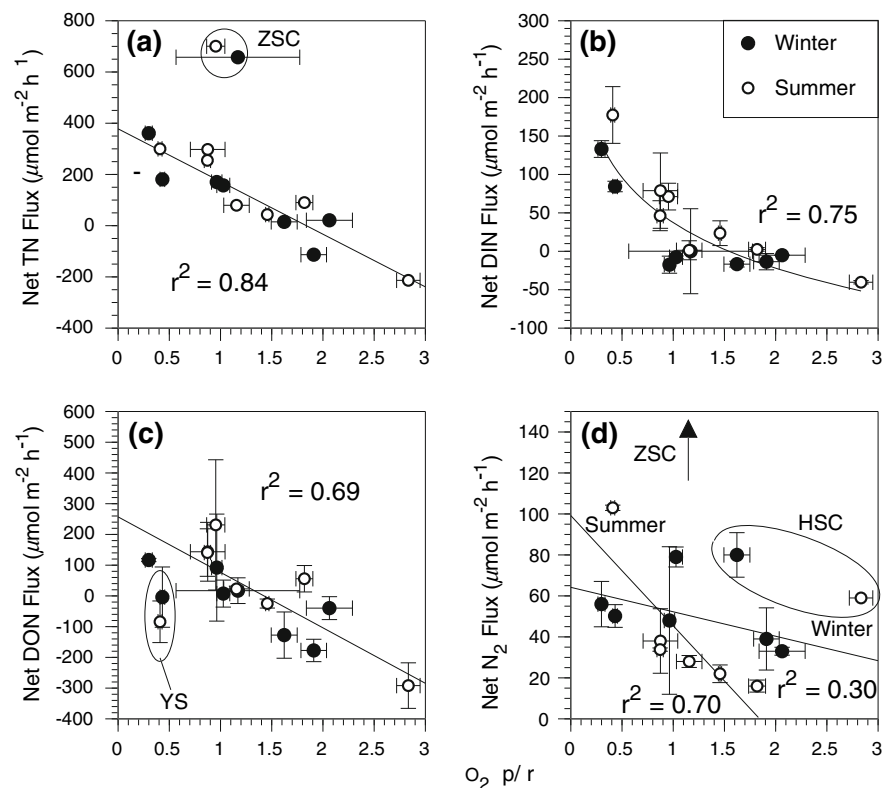 (a)
ZSC
r² = 0.84
Net TN Flux (μmol m⁻² h⁻¹)
800
600
400
200
0
-200
-400
0 0.5 1 1.5 2 2.5 3
(b)
Winter
Summer
r² = 0.75
Net DIN Flux (μmol m⁻² h⁻¹)
300
250
200
150
100
50
0
-50
-100
0 0.5 1 1.5 2 2.5 3
(c)
r² = 0.69
YS
Net DON Flux (μmol m⁻² h⁻¹)
600
500
400
300
200
100
0
-100
-200
-300
-400
0 0.5 1 1.5 2 2.5 3
(d)
ZSC
HSC
Summer
Winter
r² = 0.70
r² = 0.30
Net N₂ Flux (μmol m⁻² h⁻¹)
140
120
100
80
60
40
20
0
0 0.5 1 1.5 2 2.5 3
O₂ p/ r